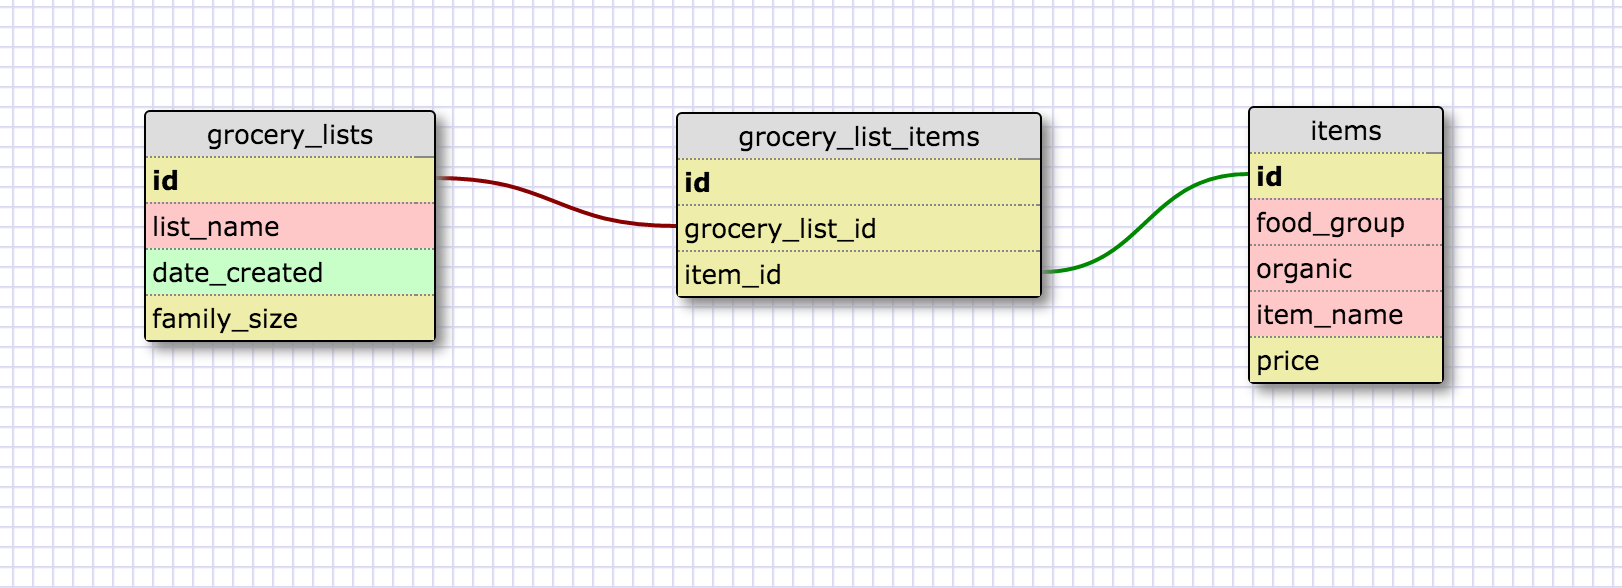 grocery_lists
id
list_name
date_created
family_size
grocery_list_items
id
grocery_list_id
item_id
items
id
food_group
organic
item_name
price